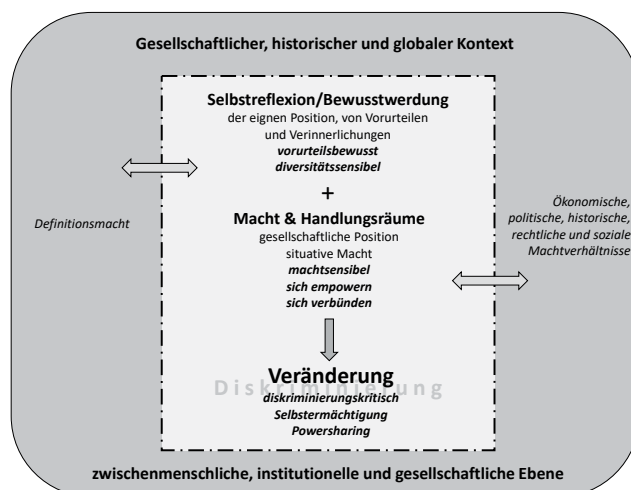 Gesellschaftlicher, historischer und globaler Kontext
Selbstreflexion/Bewusstwerdung
der eignen Position, von Vorurteilen
und Verinnerlichungen
vorurteilsbewusst
diversitätssensibel
+
Definitionsmacht
Macht & Handlungsräume
gesellschaftliche Position
situative Macht
machtsensibel
sich empowern
sich verbünden
Ökonomische,
politische, historische,
rechtliche und soziale
Machtverhältnisse
Veränderung
Diskriminierung
diskriminierungskritisch
Selbstermächtigung
Powersharing
zwischenmenschliche, institutionelle und gesellschaftliche Ebene